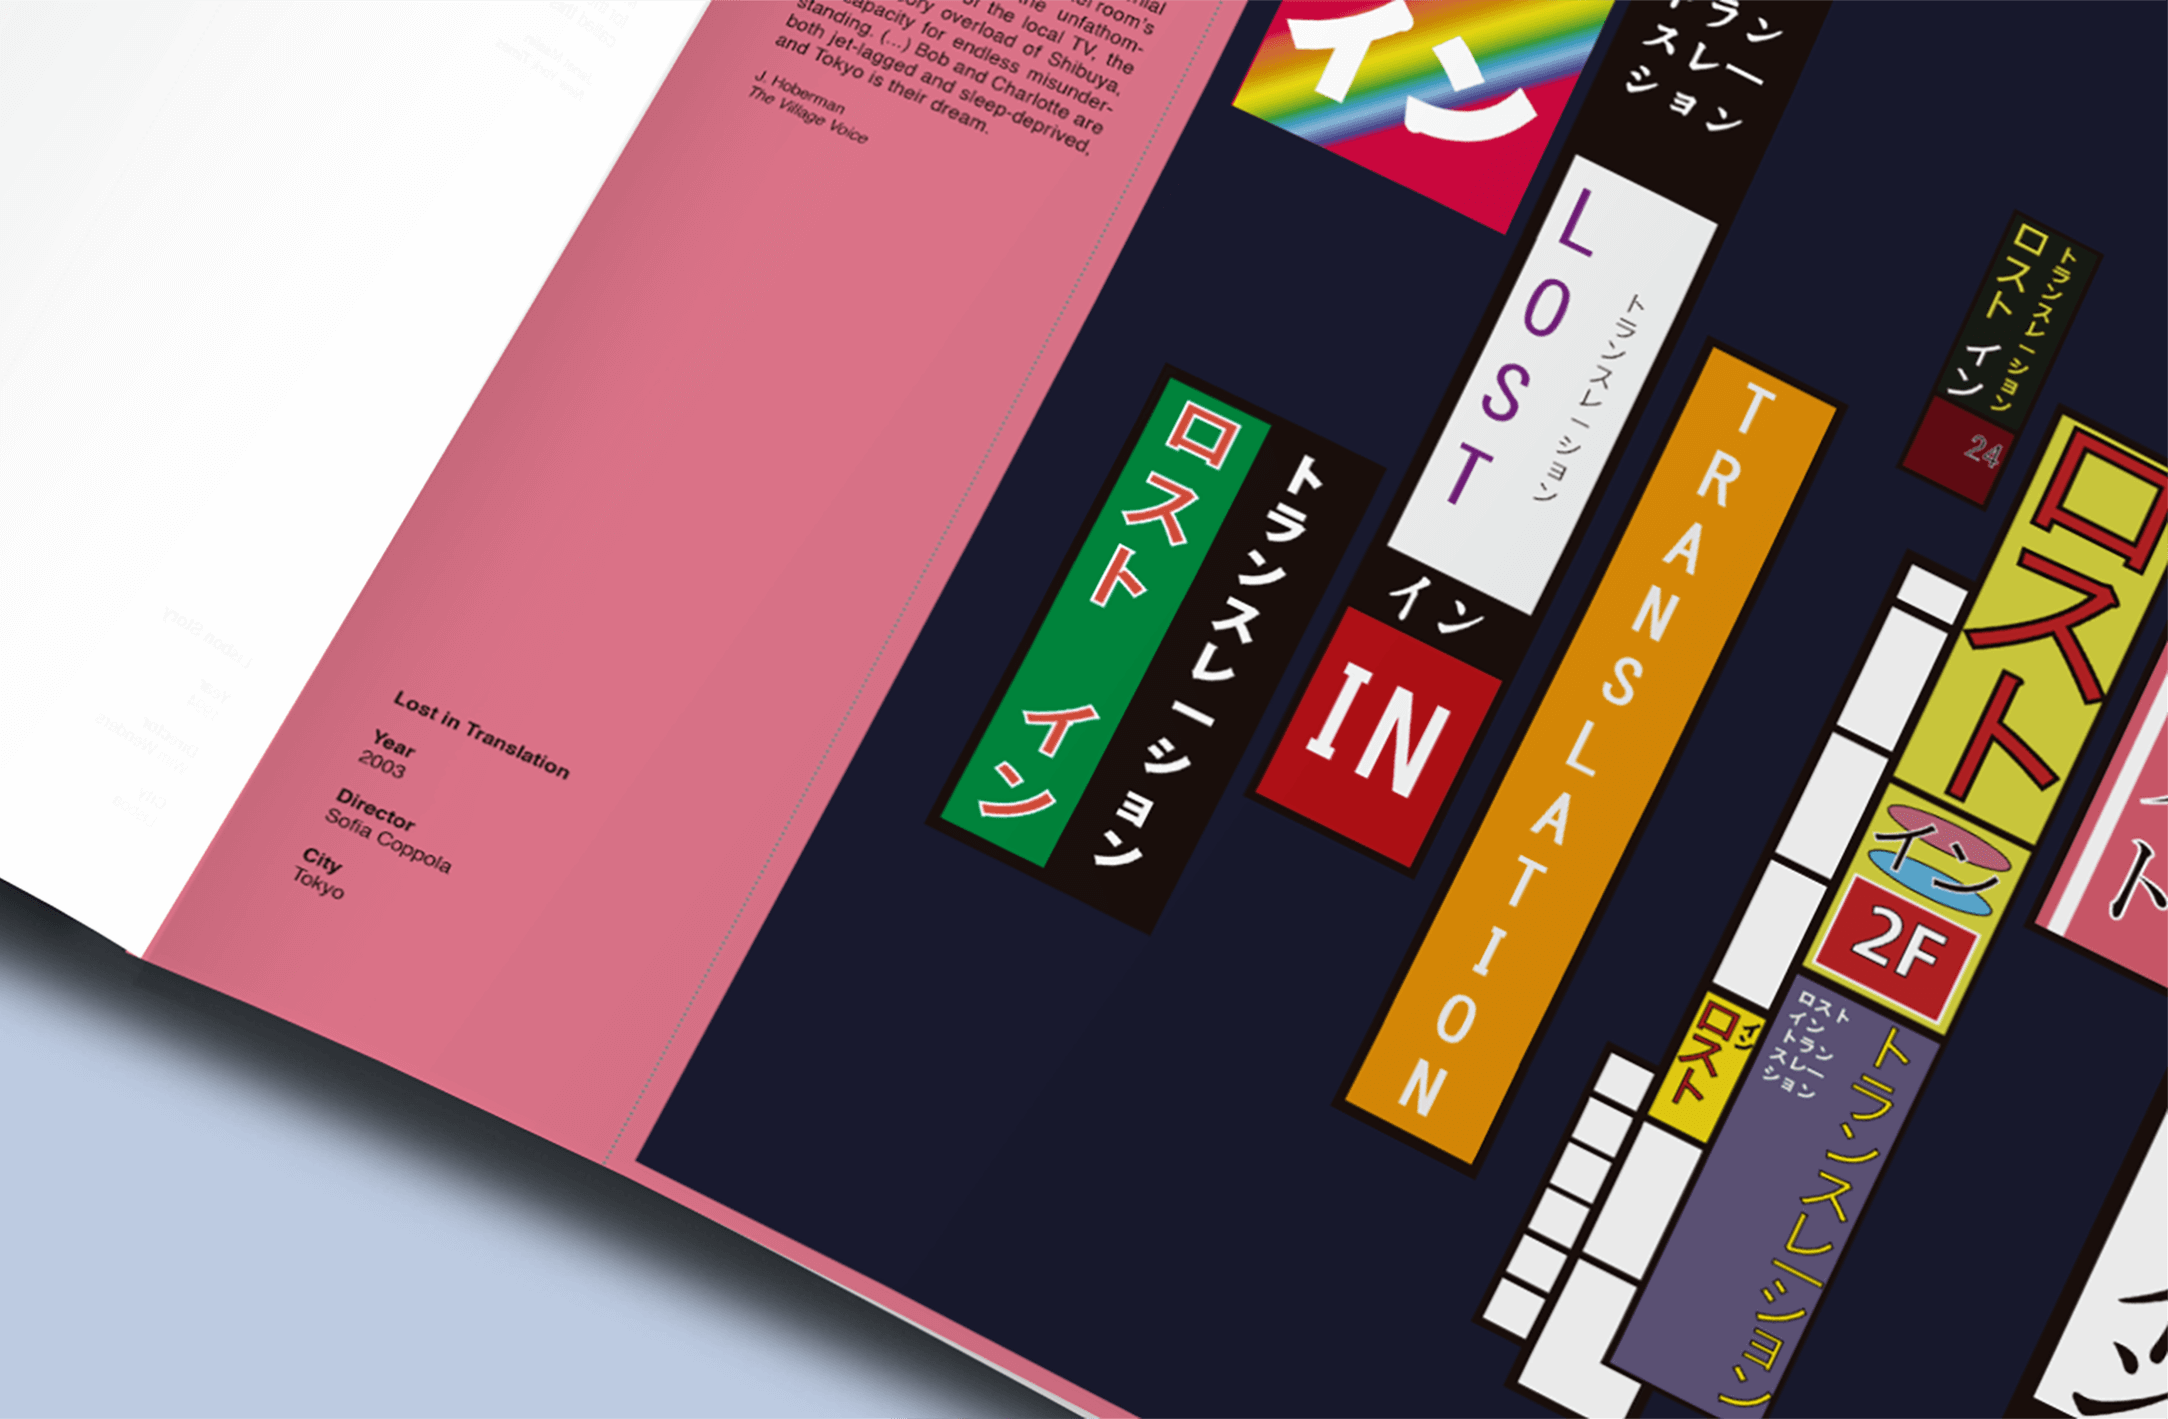 room's
the unfathom-
of the local TV, the
overload of Shibuya,
capacity for endless misunder-
standing. (...) Bob and Charlotte are
both jet-lagged and sleep-deprived,
and Tokyo is their dream.
J. Hoberman
The Village Voice
Lost in Translation
Year
2003
Director
Sofia Coppola
City
Tokyo
イン
トラン
スレー
ション
LOST
トランスレーション
イン
IN
ロスト イン
トランスレーション
TRANSLATION
トランスレーション
ロスト イン
24
ロスト
イン
2F
イン
ロスト
ロスト
イン
トラン
スレー
ション
トランスレーション
ト